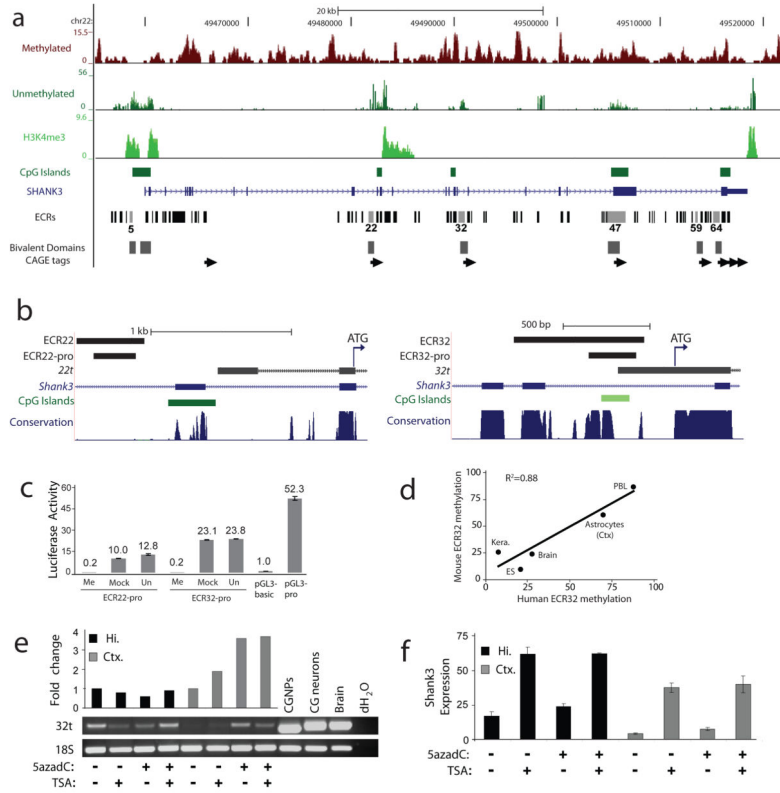 a
20 kb
chr22:
49470000
49480000
49490000
49500000
49510000
49520000
15.5
Methylated
0
56
Unmethylated
0
9.6
H3K4me3
0
CpG Islands
SHANK3
ECRs
5
22
32
47
59
64
Bivalent Domains
CAGE tags
b
1 kb
ECR22
ATG
ECR22-pro
22t
Shank3
CpG Islands
Conservation
500 bp
ECR32
ATG
ECR32-pro
32t
Shank3
CpG Islands
Conservation
c
Luciferase Activity
60
45
30
15
0
0.2
10.0
12.8
0.2
23.1
23.8
1.0
52.3
Me
Mock
Un
Me
Mock
Un
pGL3-
basic
pGL3-
pro
ECR22-pro
ECR32-pro
d
R2=0.88
Mouse ECR32 methylation
100
75
50
25
0
PBL
Astrocytes
(Ctx)
Kera.
Brain
ES
25
50
75
100
Human ECR32 methylation
e
Fold change
4
3
2
1
0
Hi.
Ctx.
CGNPs
CG neurons
Brain
dH2O
32t
18S
5azadC: - - + + - - + +
TSA: - + - + - + - +
f
Shank3
Expression
75
50
25
0
Hi.
Ctx.
5azadC: - - + + - - + +
TSA: - + - + - + - +